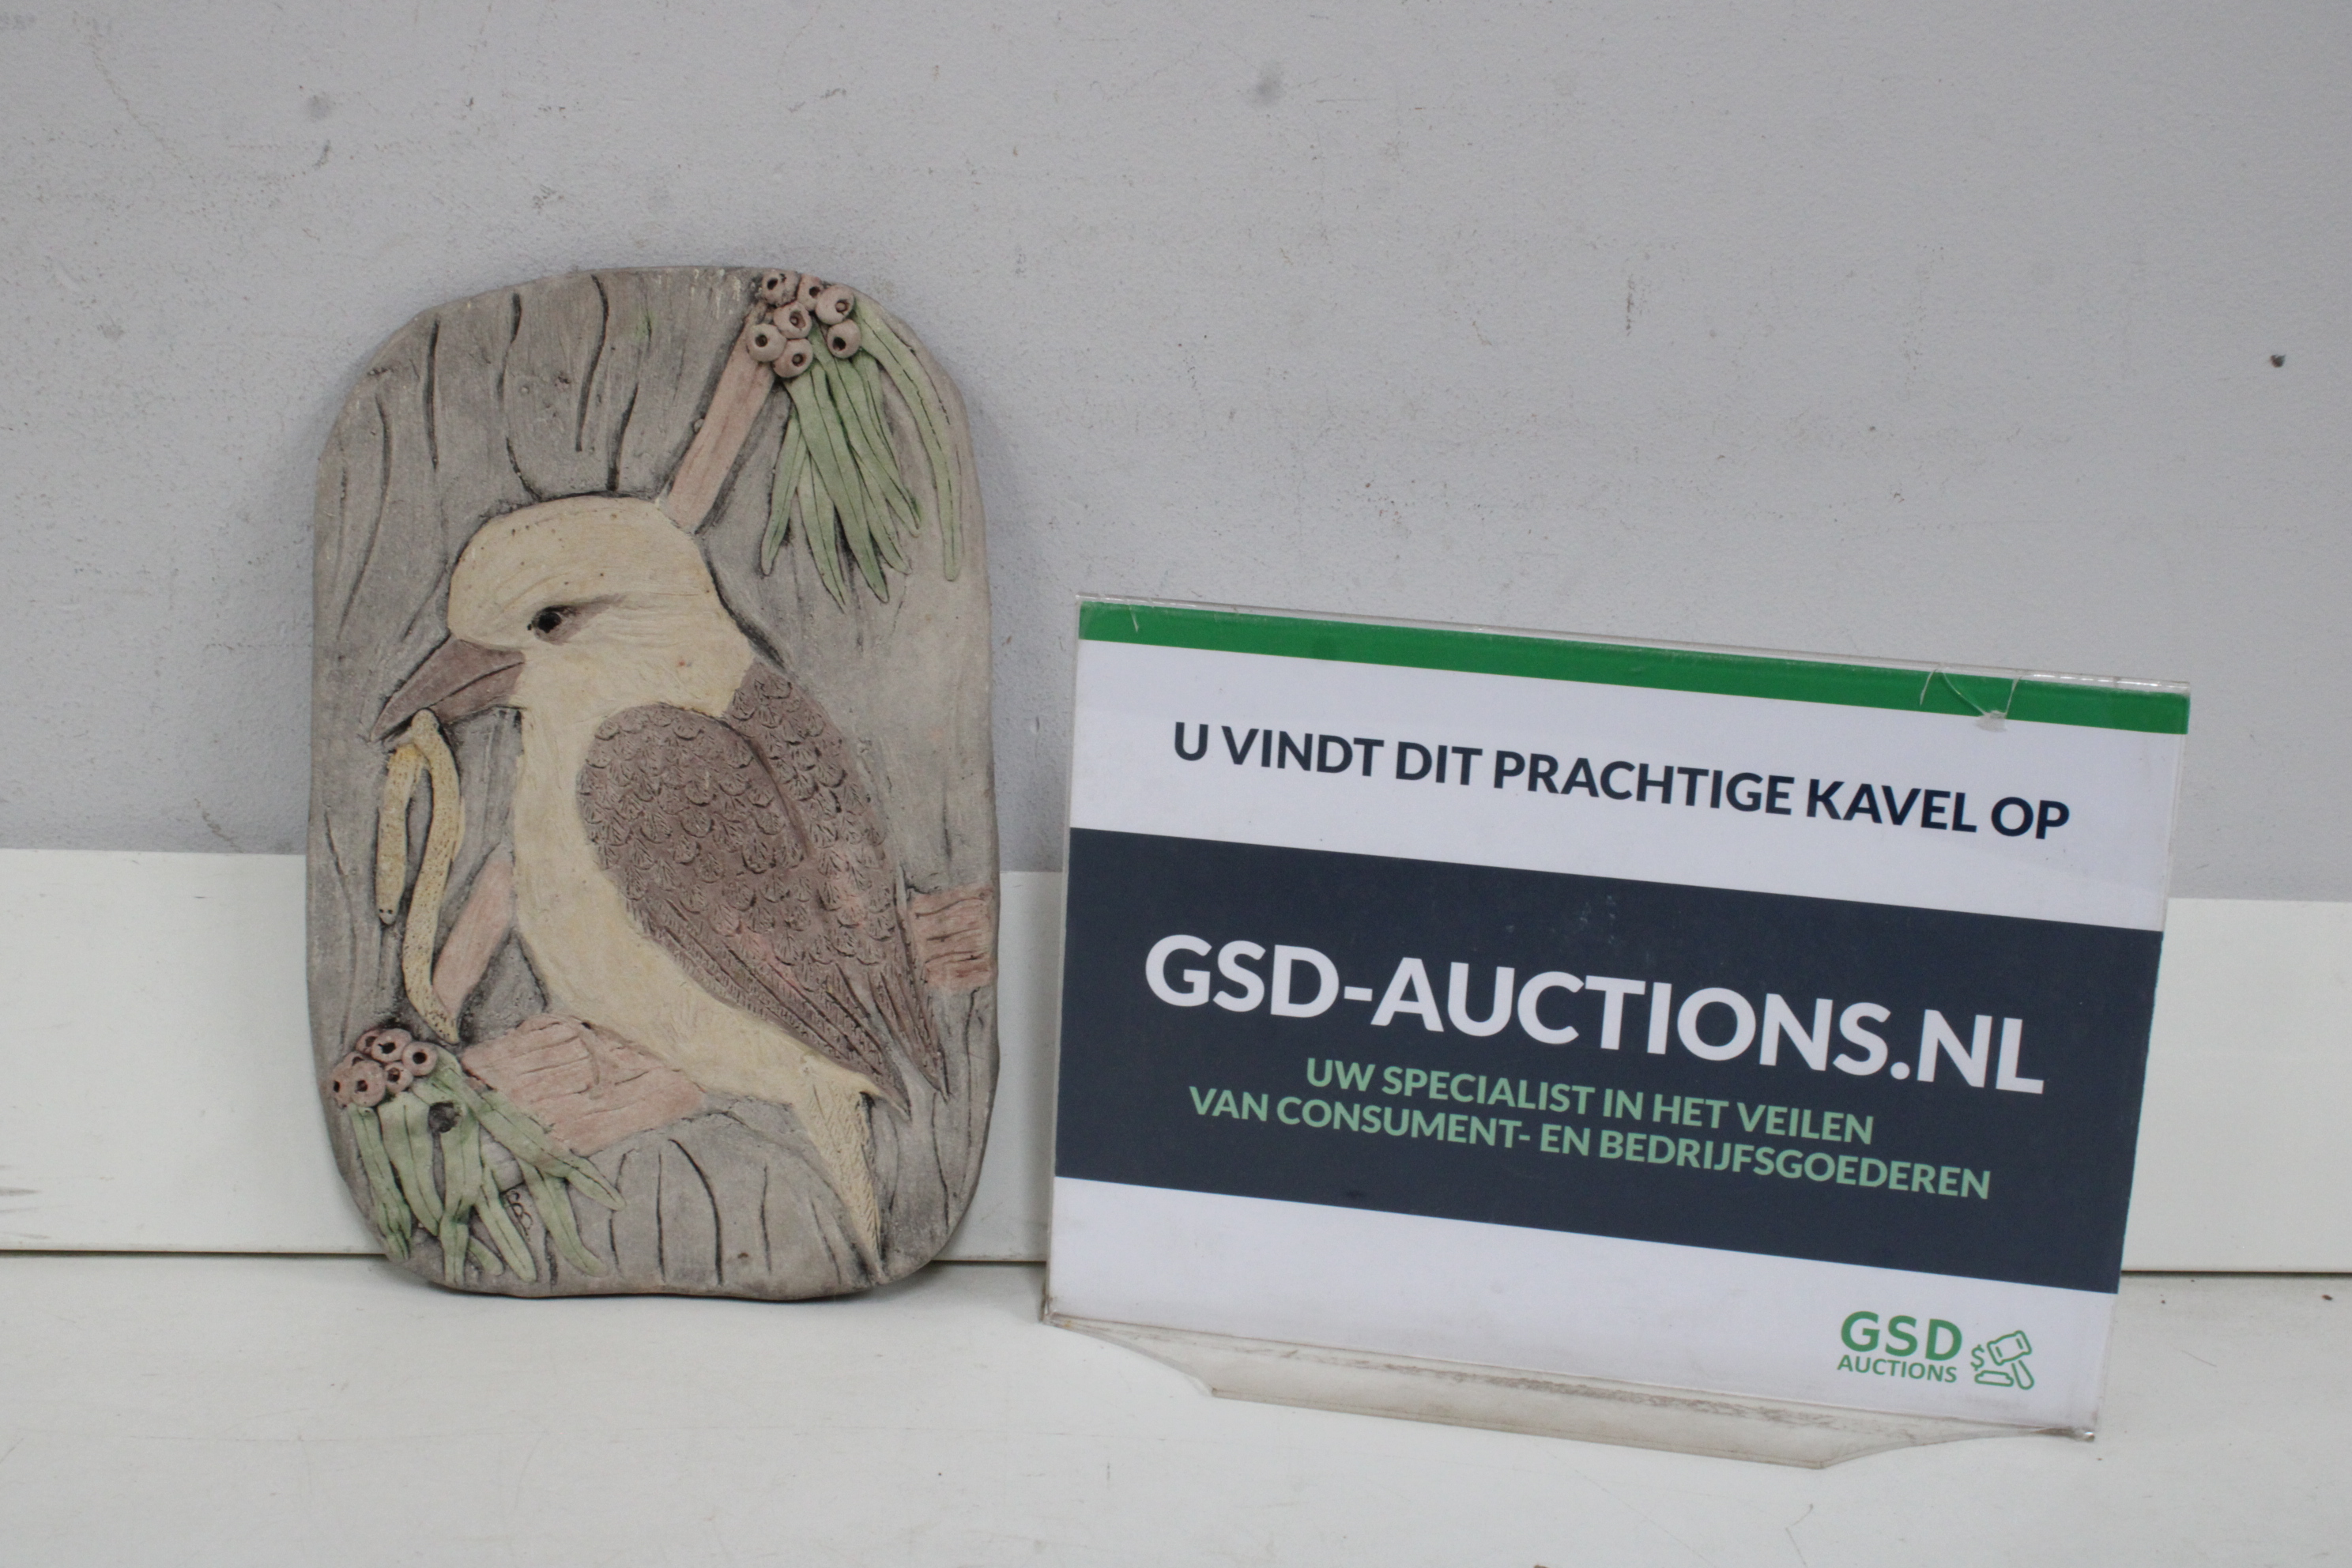 U VINDT DIT PRACHTIGE KAVEL OP
GSD-AUCTIONS.NL
UW SPECIALIST IN HET VEILEN
VAN CONSUMENT- EN BEDRIJFSGOEDEREN
GSD
AUCTIONS